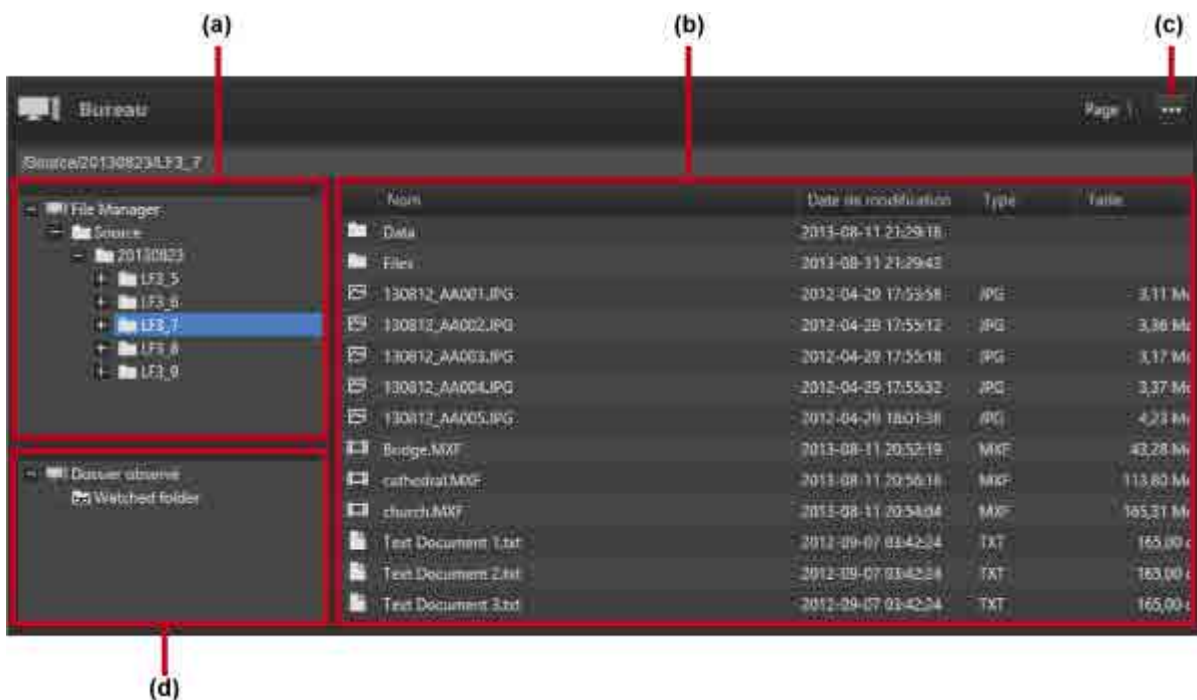 (a) (b) (c)
Bureau Page 1 •••
/Source/20130823/LF3_7
File Manager
Source
20130823
LF3_5
LF3_6
LF3_7
LF3_8
LF3_9
Dossier observé
Watched folder
Nom Date de modification Type Taille
Data 2013-08-11 21:29:18
Files 2013-08-11 21:29:43
130812_AA001.JPG 2012-04-29 17:53:58 JPG 3,11 Mo
130812_AA002.JPG 2012-04-29 17:55:12 JPG 3,36 Mo
130812_AA003.JPG 2012-04-29 17:55:18 JPG 3,17 Mo
130812_AA004.JPG 2012-04-29 17:55:32 JPG 3,37 Mo
130812_AA005.JPG 2012-04-29 18:01:38 JPG 4,23 Mo
Bridge.MXF 2013-08-11 20:52:19 MXF 43,28 Mo
cathedral.MXF 2013-08-11 20:56:16 MXF 113,80 Mo
church.MXF 2013-08-11 20:54:04 MXF 165,31 Mo
Text Document 1.txt 2012-09-07 03:42:24 TXT 165,00 o
Text Document 2.txt 2012-09-07 03:42:24 TXT 165,00 o
Text Document 3.txt 2012-09-07 03:42:24 TXT 165,00 o
(d)